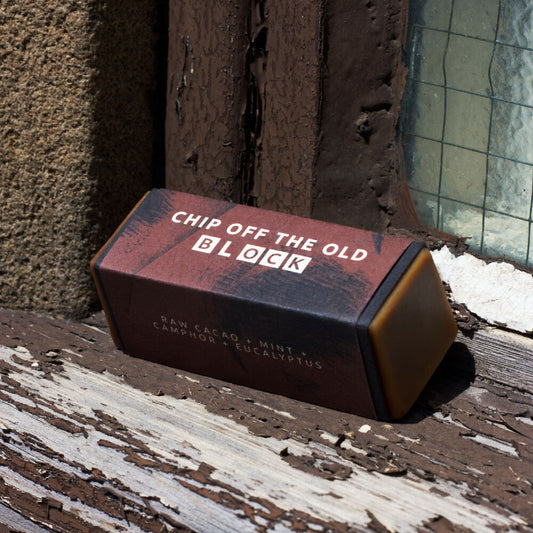 CHIP OFF THE OLD
BLOCK
RAW CACAO + MINT +
CAMPHOR + EUCALYPTUS